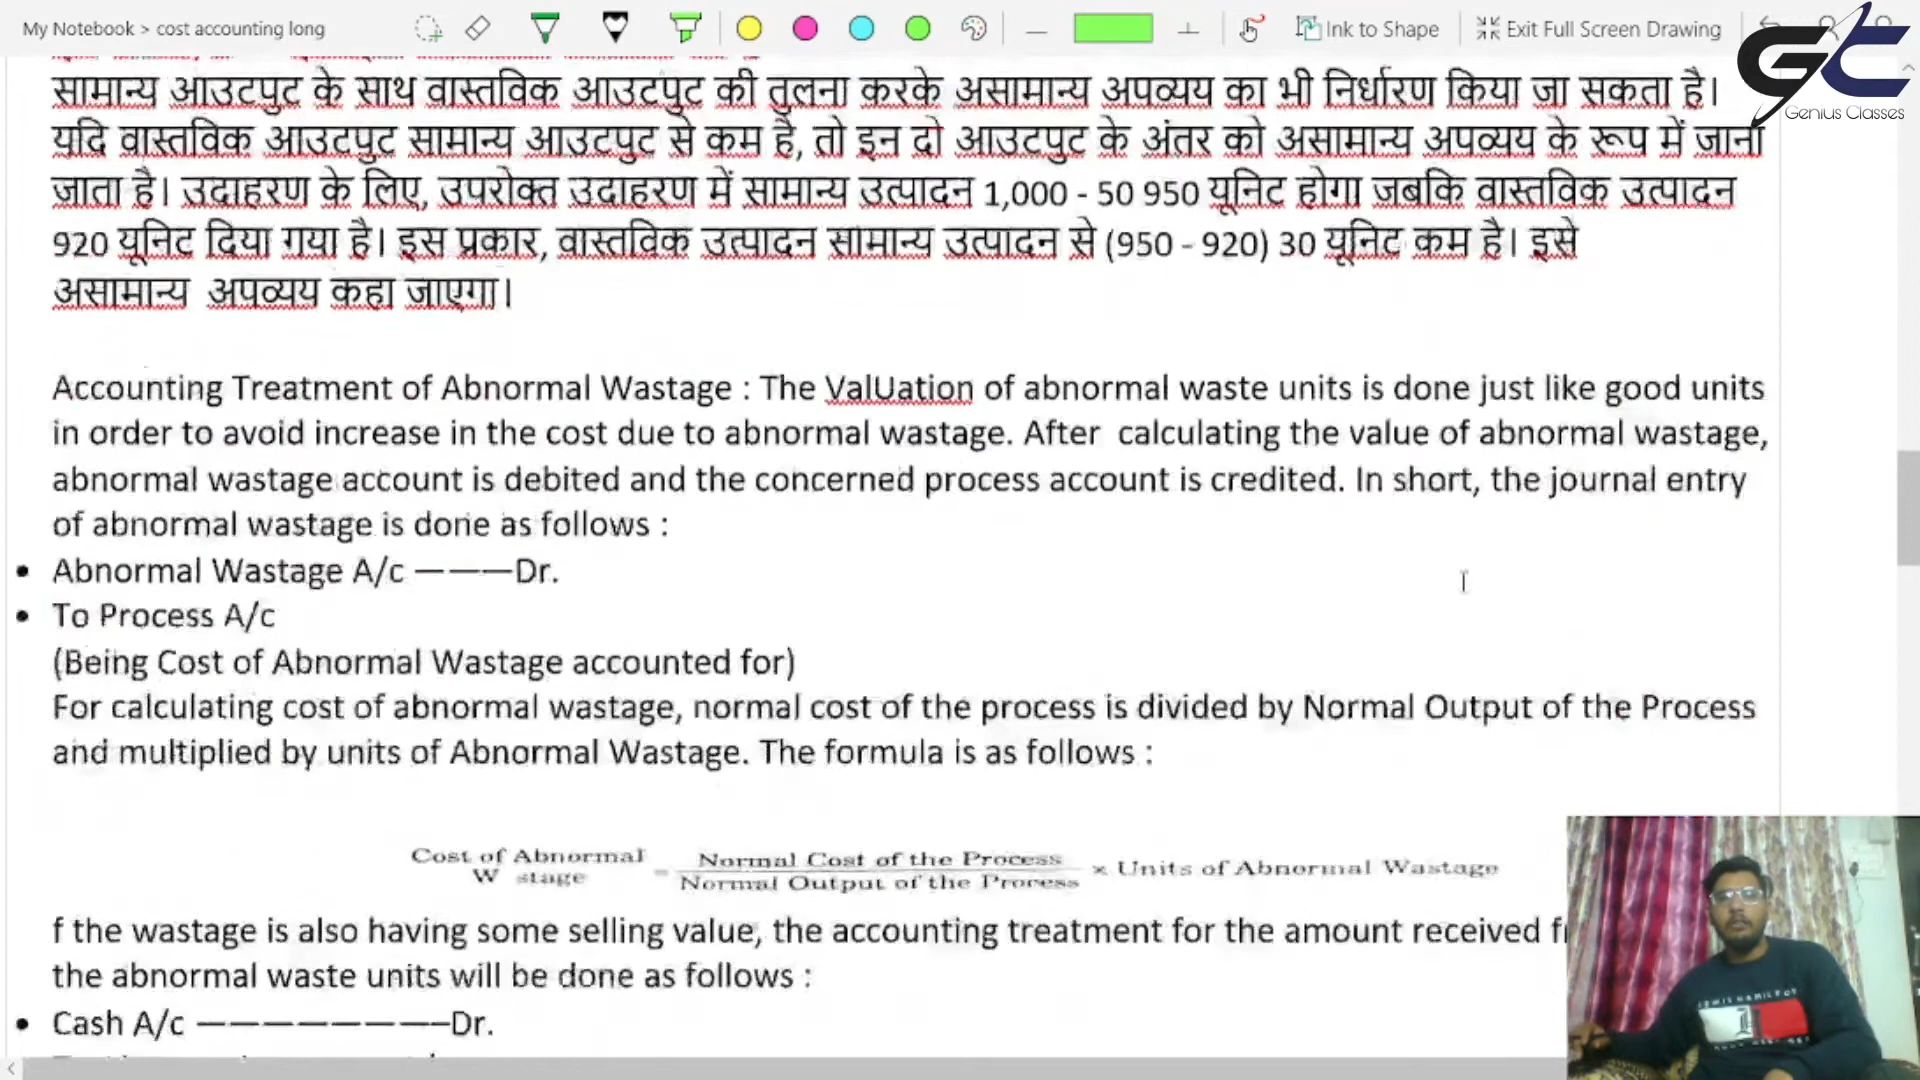 My Notebook > cost accounting long
Ink to Shape
Exit Full Screen Drawing
GC
Genius Classes
सामान्य आउटपुट के साथ वास्तविक आउटपुट की तुलना करके असामान्य अपव्यय का भी निर्धारण किया जा सकता है।
यदि वास्तविक आउटपुट सामान्य आउटपुट से कम है, तो इन दो आउटपुट के अंतर को असामान्य अपव्यय के रूप में जाना
जाता है। उदाहरण के लिए, उपरोक्त उदाहरण में सामान्य उत्पादन 1,000 - 50 950 यूनिट होगा जबकि वास्तविक उत्पादन
920 यूनिट दिया गया है। इस प्रकार, वास्तविक उत्पादन सामान्य उत्पादन से (950 - 920) 30 यूनिट कम है। इसे
असामान्य अपव्यय कहा जाएगा।
Accounting Treatment of Abnormal Wastage : The ValUation of abnormal waste units is done just like good units
in order to avoid increase in the cost due to abnormal wastage. After calculating the value of abnormal wastage,
abnormal wastage account is debited and the concerned process account is credited. In short, the journal entry
of abnormal wastage is done as follows :
• Abnormal Wastage A/c ———Dr.
• To Process A/c
(Being Cost of Abnormal Wastage accounted for)
For calculating cost of abnormal wastage, normal cost of the process is divided by Normal Output of the Process
and multiplied by units of Abnormal Wastage. The formula is as follows :
Cost of Abnormal W stage = Normal Cost of the Process / Normal Output of the Process × Units of Abnormal Wastage
f the wastage is also having some selling value, the accounting treatment for the amount received
the abnormal waste units will be done as follows :
• Cash A/c ————————Dr.